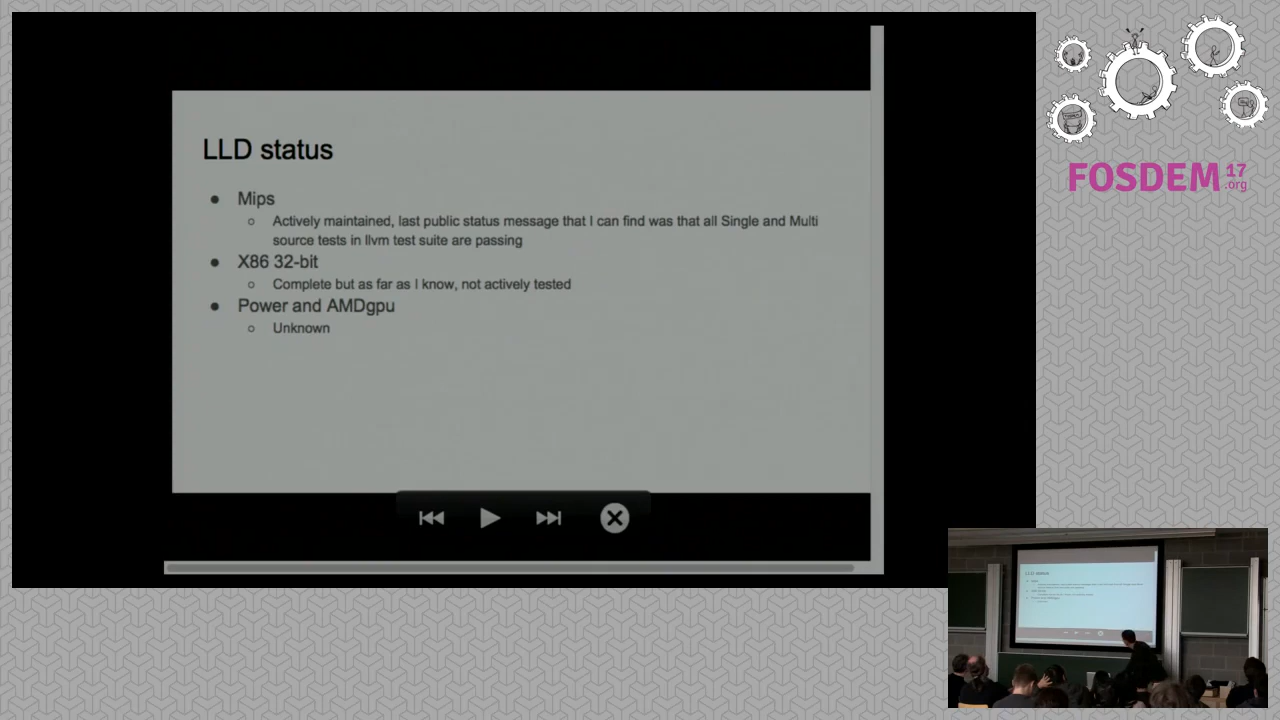 LLD status
● Mips
○ Actively maintained, last public status message that I can find was that all Single and Multi
source tests in llvm test suite are passing
● X86 32-bit
○ Complete but as far as I know, not actively tested
● Power and AMDgpu
○ Unknown
FOSDEM 17
.org
LLD status